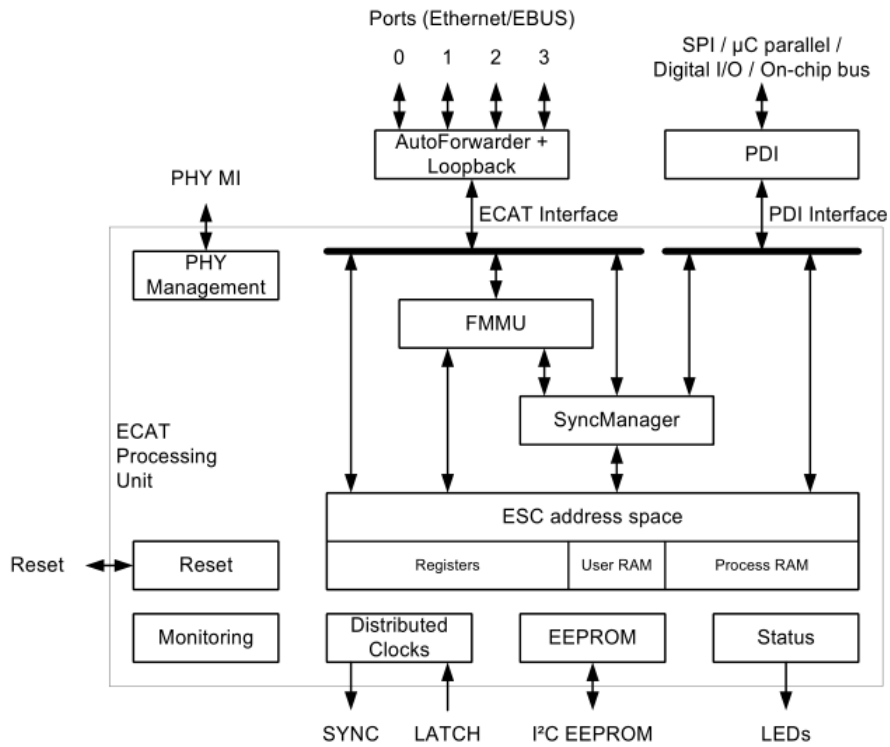 Ports (Ethernet/EBUS)
0 1 2 3
SPI / µC parallel /
Digital I/O / On-chip bus
AutoForwarder +
Loopback
PDI
PHY MI
ECAT Interface
PDI Interface
PHY
Management
FMMU
SyncManager
ECAT
Processing
Unit
ESC address space
Reset
Reset
Registers
User RAM
Process RAM
Monitoring
Distributed
Clocks
EEPROM
Status
SYNC
LATCH
I²C EEPROM
LEDs